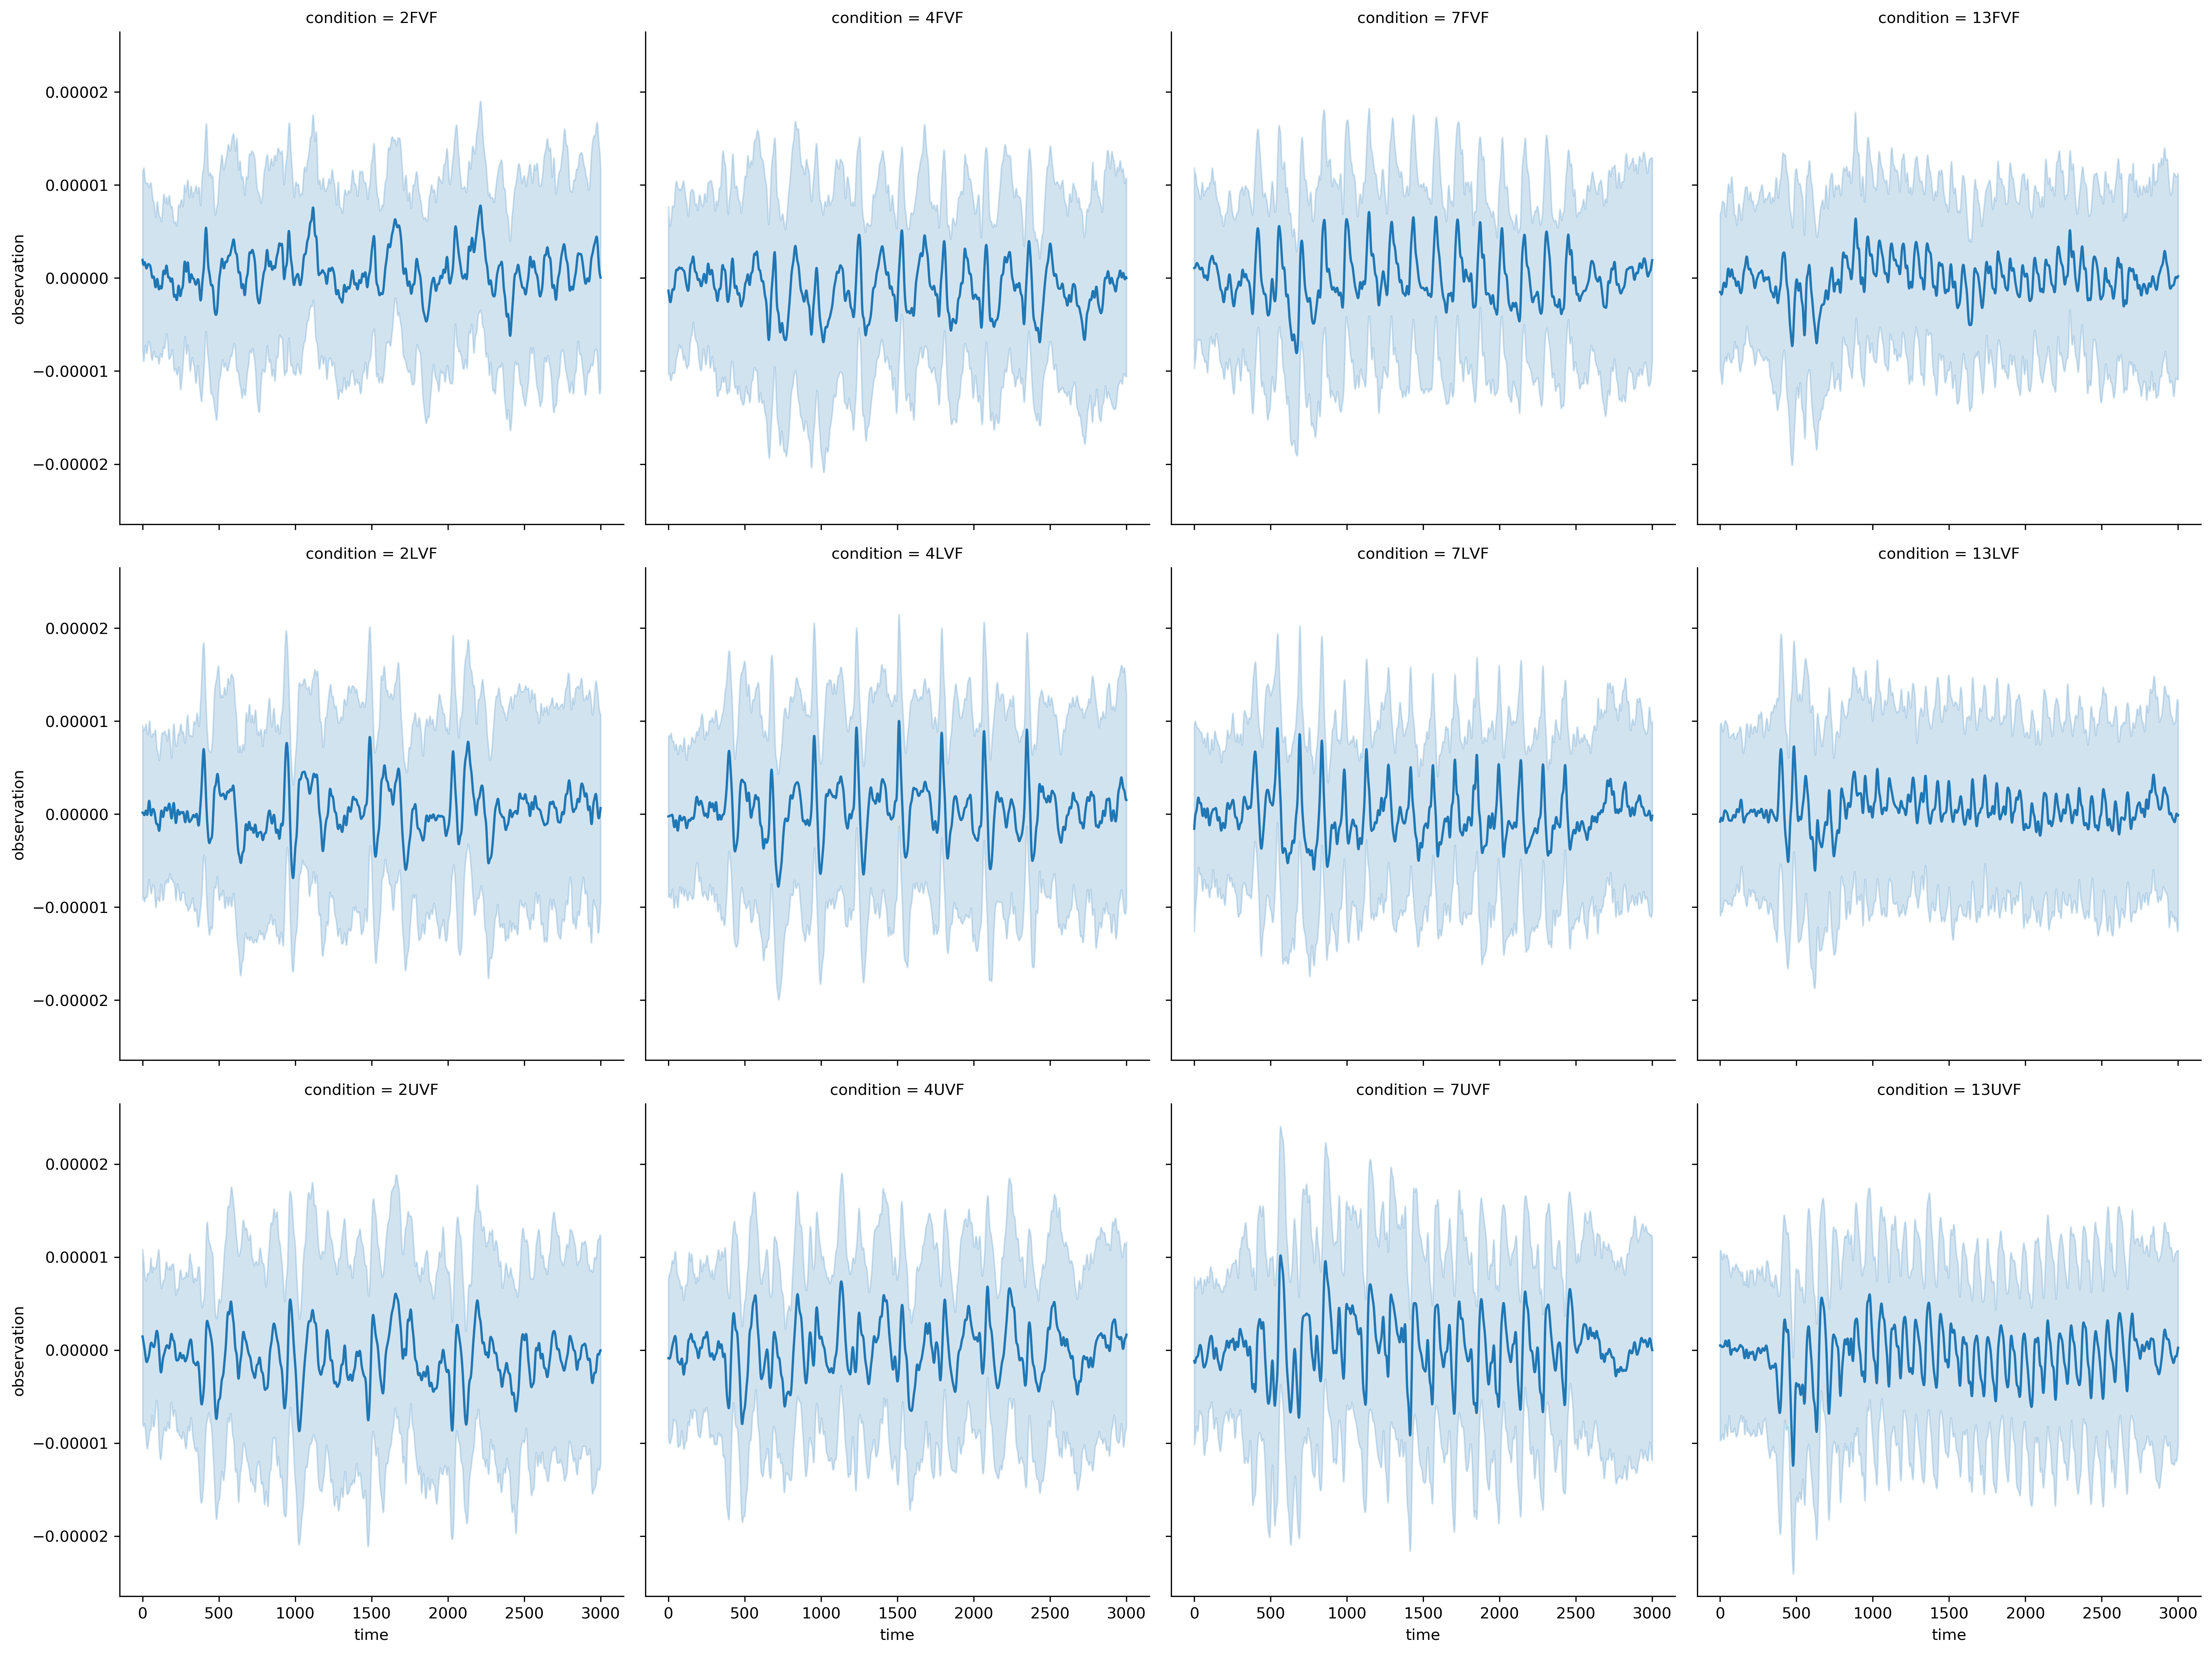 condition = 2FVF
condition = 4FVF
condition = 7FVF
condition = 13FVF
0.00002
0.00001
0.00000
−0.00001
−0.00002
observation
condition = 2LVF
condition = 4LVF
condition = 7LVF
condition = 13LVF
0.00002
0.00001
0.00000
−0.00001
−0.00002
observation
condition = 2UVF
condition = 4UVF
condition = 7UVF
condition = 13UVF
0.00002
0.00001
0.00000
−0.00001
−0.00002
observation
0 500 1000 1500 2000 2500 3000
0 500 1000 1500 2000 2500 3000
0 500 1000 1500 2000 2500 3000
0 500 1000 1500 2000 2500 3000
time
time
time
time